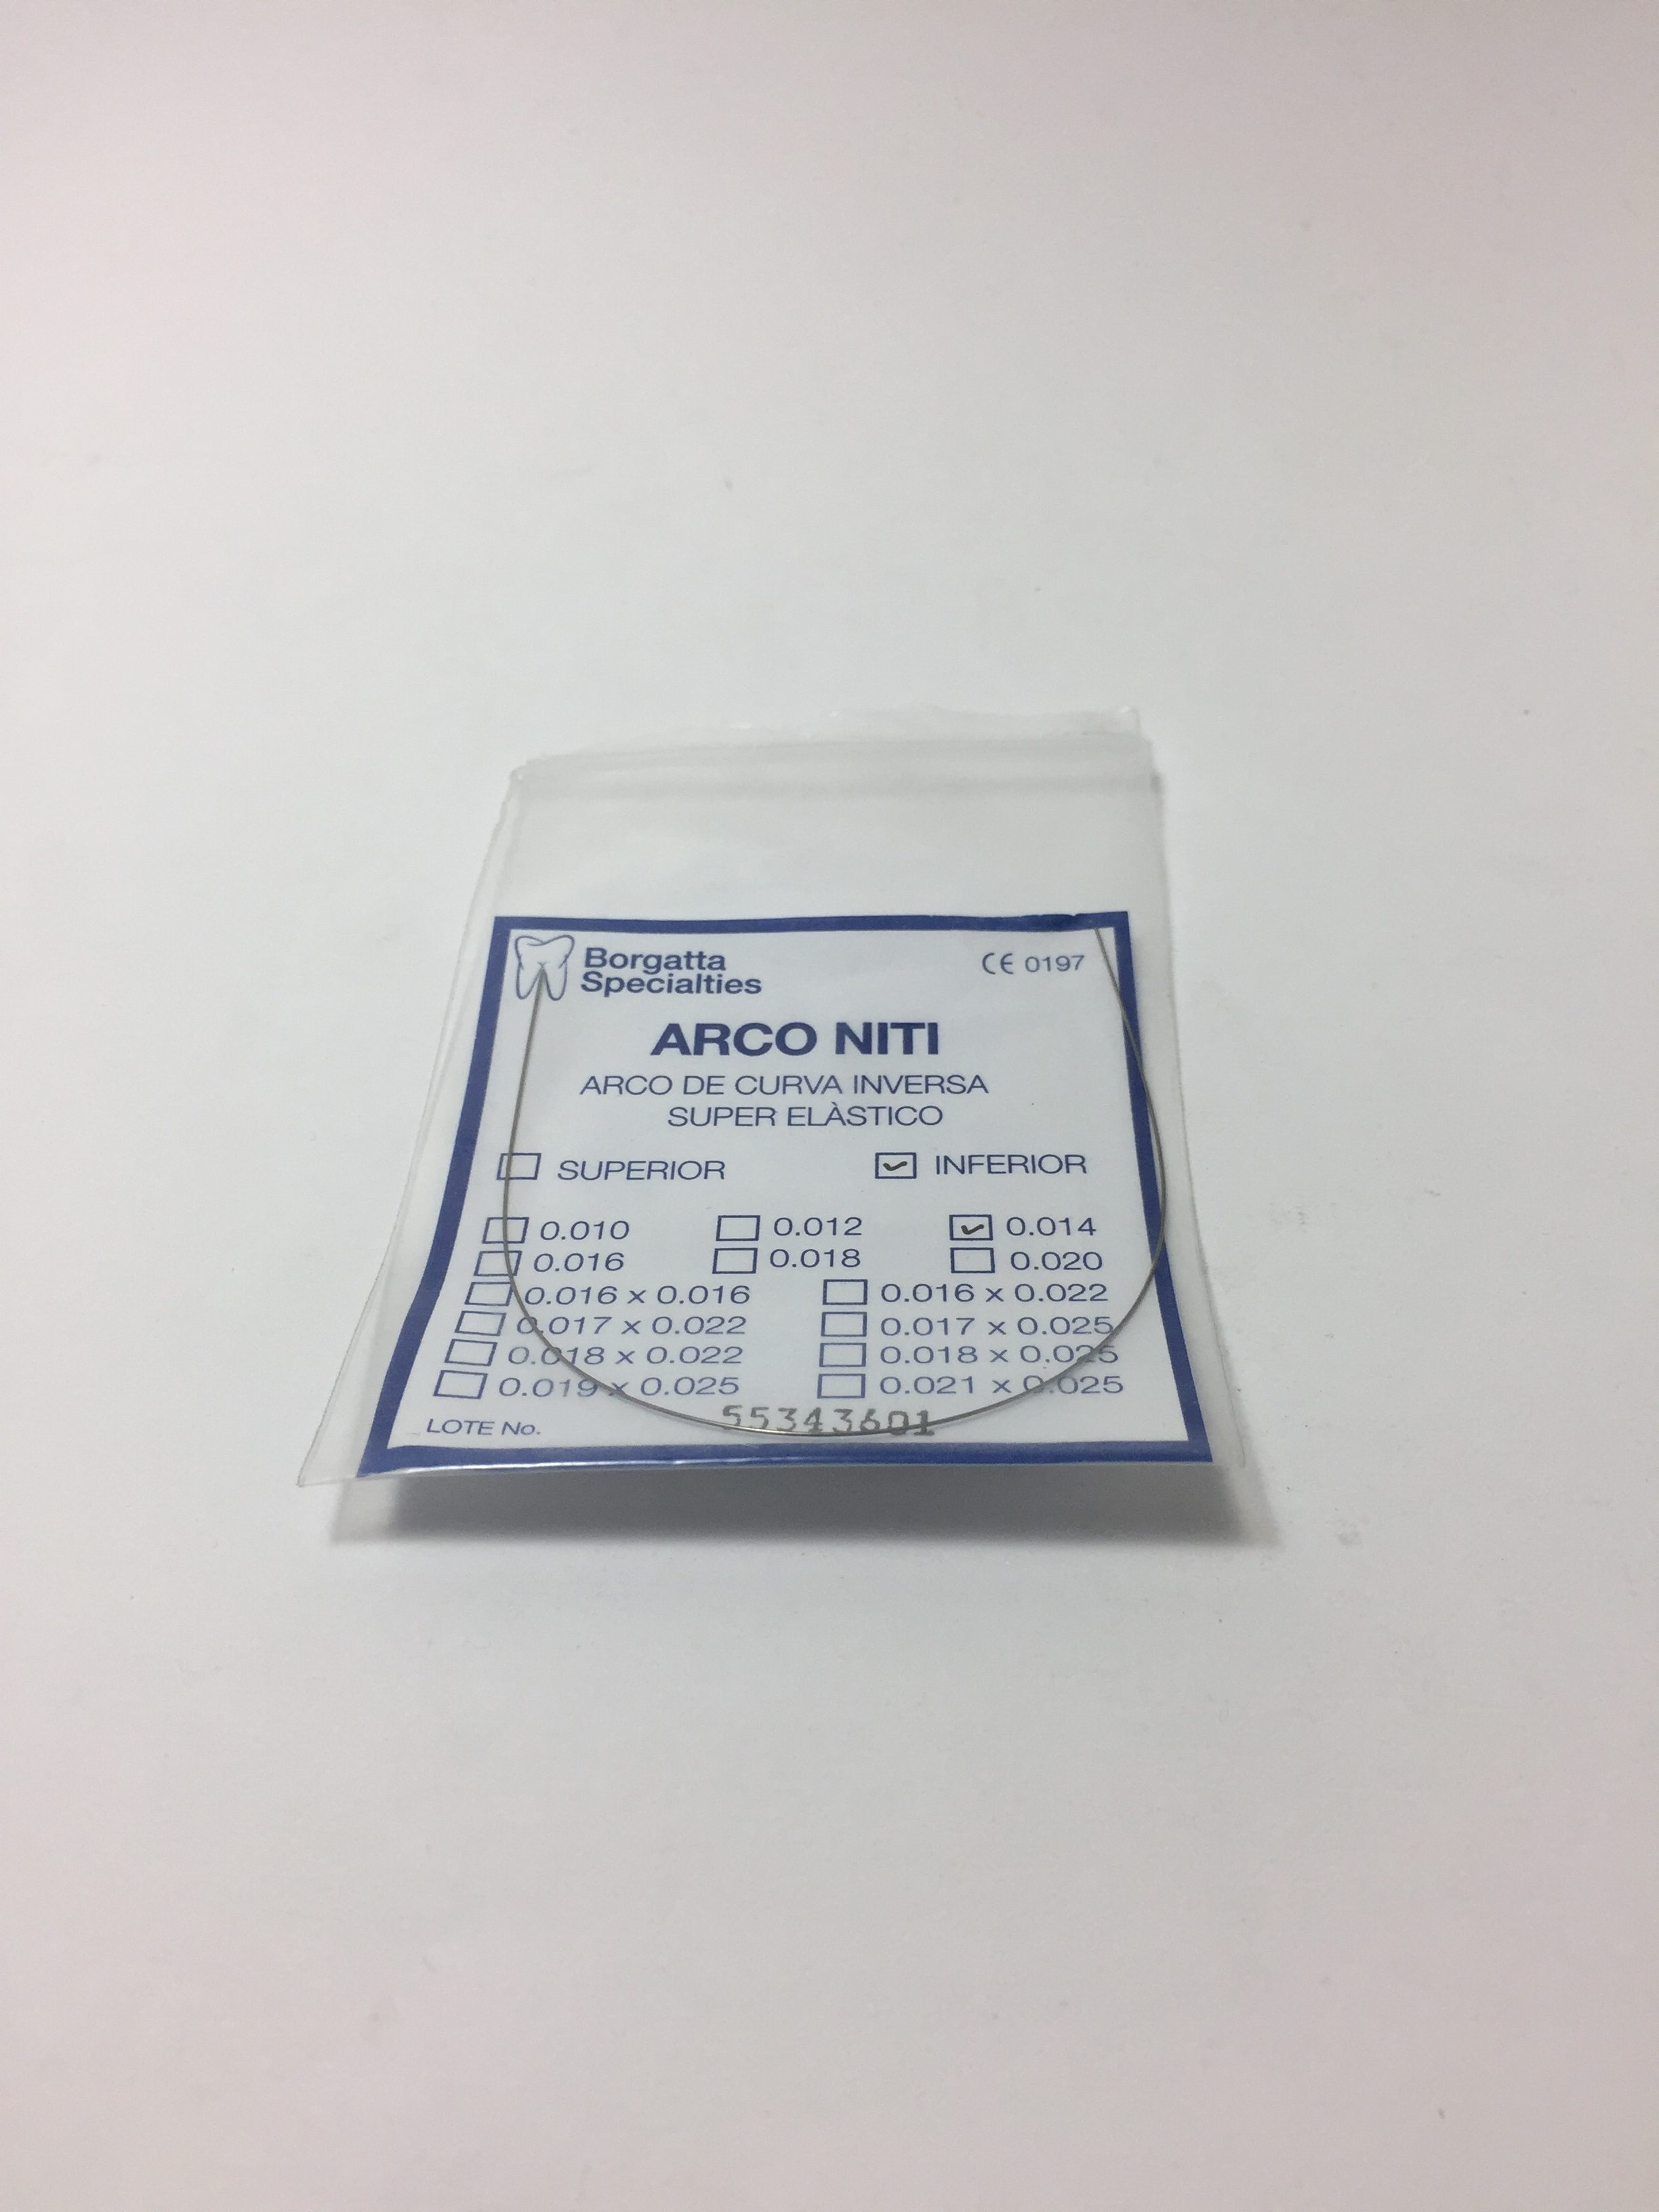 Borgatta
Specialties
CE 0197
ARCO NITI
ARCO DE CURVA INVERSA
SUPER ELÀSTICO
SUPERIOR INFERIOR
0.010 0.012 0.014
0.016 0.018 0.020
0.016 x 0.016 0.016 x 0.022
0.017 x 0.022 0.017 x 0.025
0.018 x 0.022 0.018 x 0.025
0.019 x 0.025 0.021 x 0.025
LOTE No. 55343601